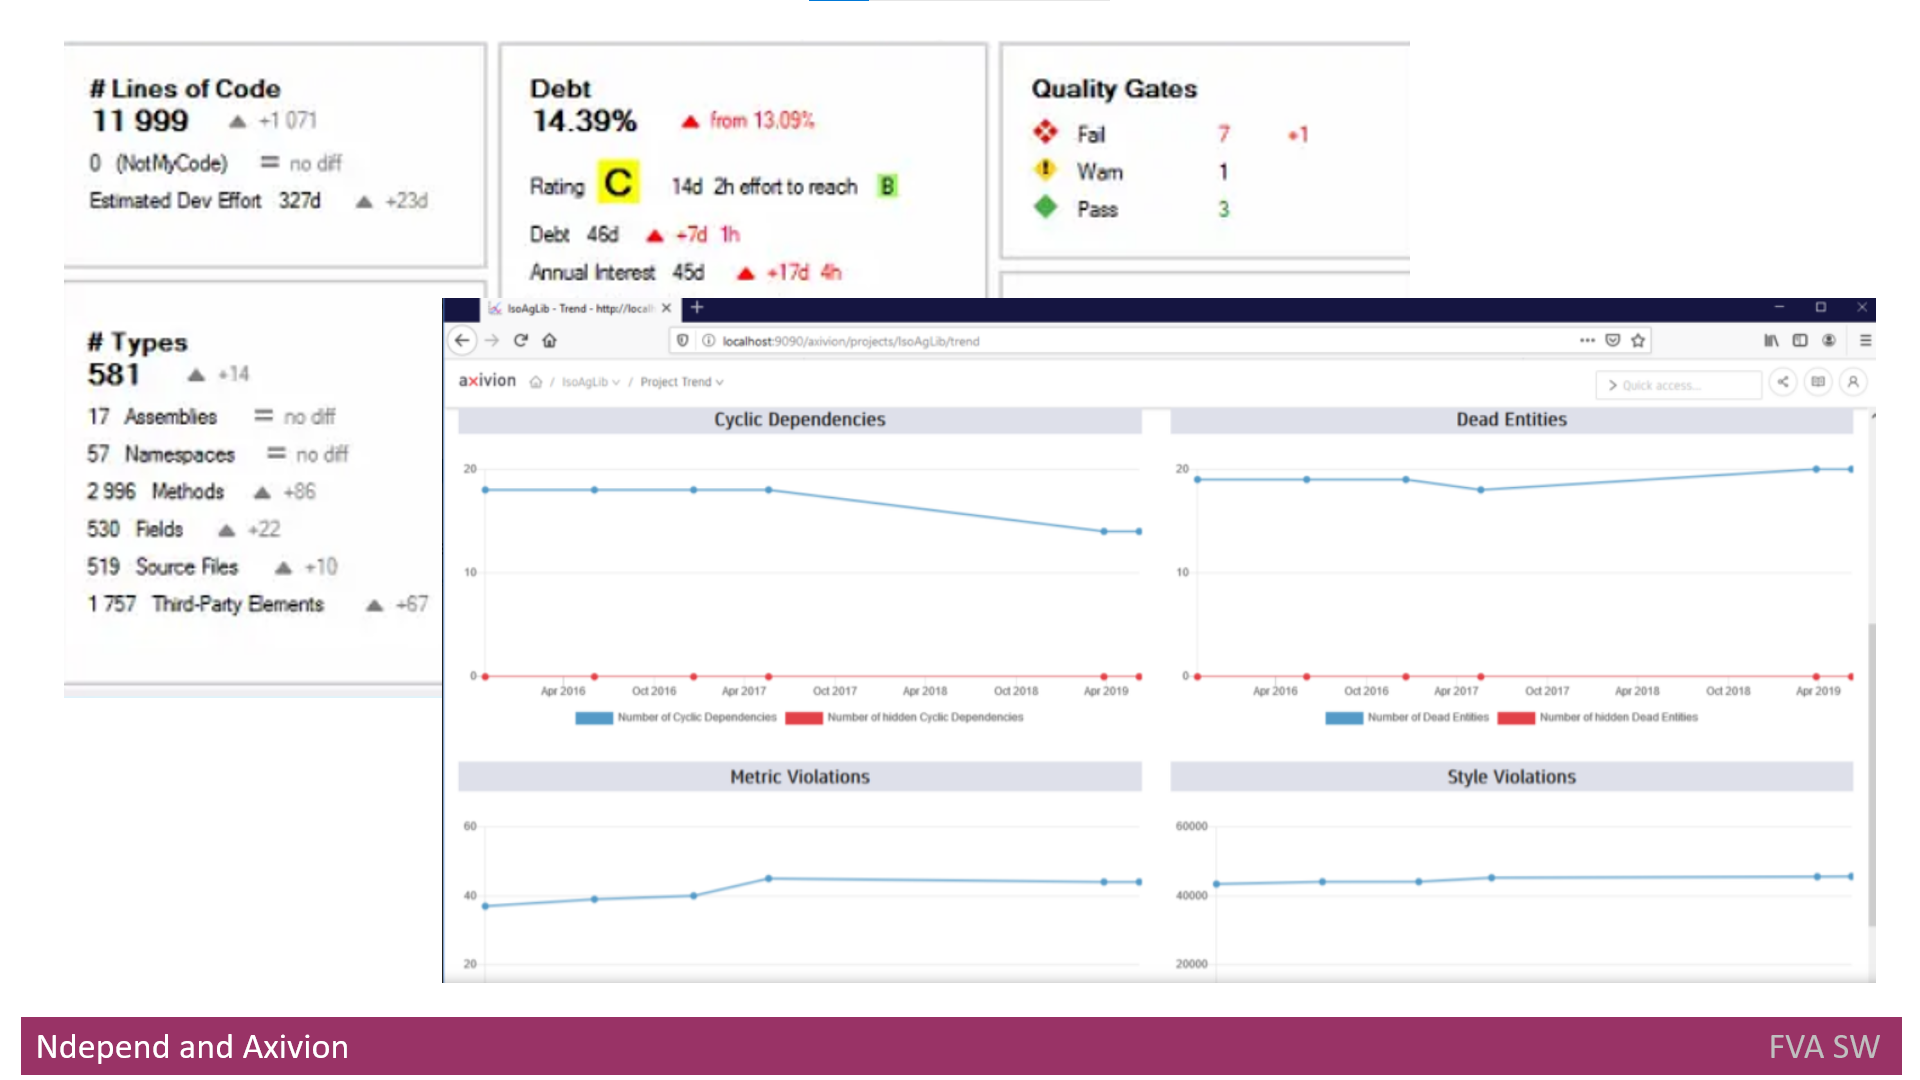 # Lines of Code
11 999 +1 071
0 (NotMyCode) = no diff
Estimated Dev Effort 327d +23d
Debt
14.39% from 13.09%
Rating C 14d 2h effort to reach B
Debt 46d +7d 1h
Annual Interest 45d +17d 4h
Quality Gates
Fail 7 +1
Warn 1
Pass 3
# Types
581 +14
17 Assemblies = no diff
57 Namespaces = no diff
2 996 Methods +86
530 Fields +22
519 Source Files +10
1 757 Third-Party Elements +67
IsoAgLib - Trend - http://local
localhost:9090/axivion/projects/IsoAgLib/trend
axivion / IsoAgLib / Project Trend
> Quick access...
Cyclic Dependencies
20
10
0
Apr 2016 Oct 2016 Apr 2017 Oct 2017 Apr 2018 Oct 2018 Apr 2019
Number of Cyclic Dependencies Number of hidden Cyclic Dependencies
Dead Entities
20
10
0
Apr 2016 Oct 2016 Apr 2017 Oct 2017 Apr 2018 Oct 2018 Apr 2019
Number of Dead Entities Number of hidden Dead Entities
Metric Violations
60
40
20
Style Violations
60000
40000
20000
Ndepend and Axivion
FVA SW